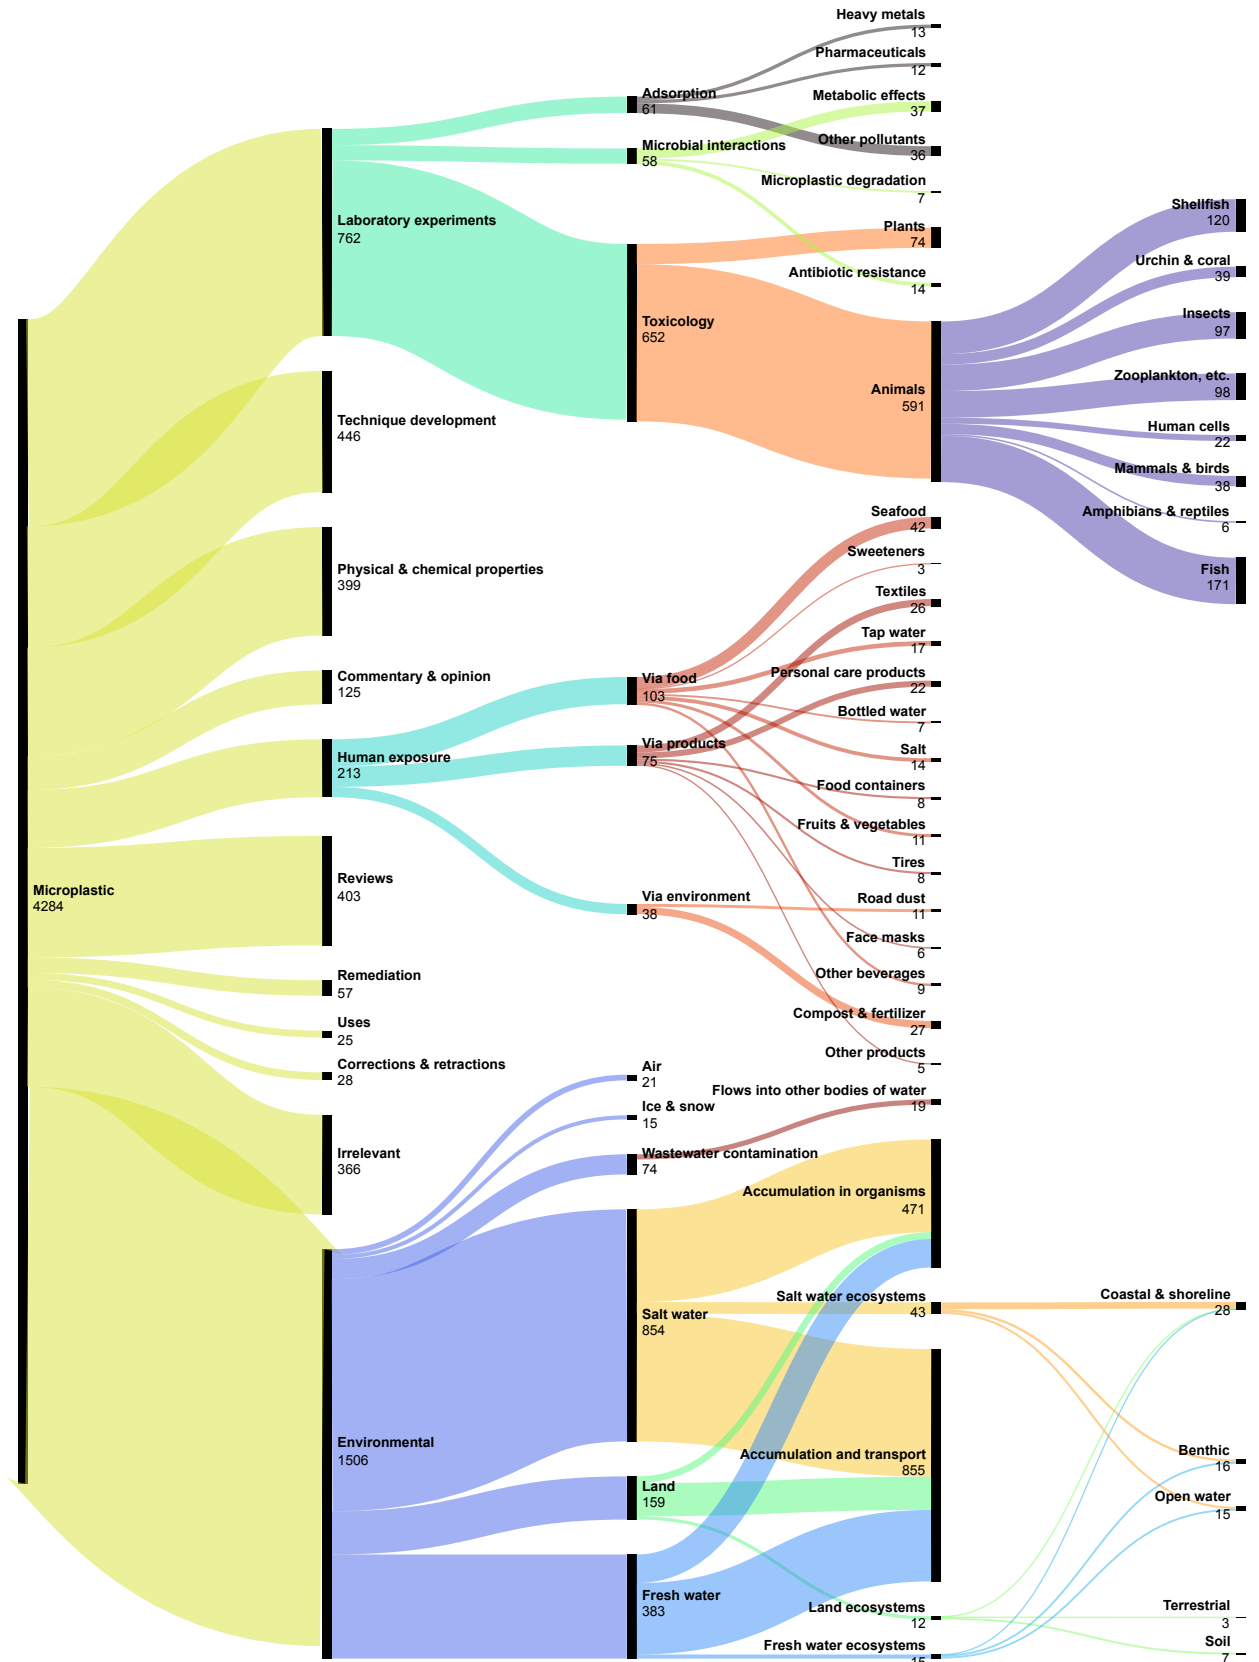 Microplastic
4284
Laboratory experiments
762
Technique development
446
Physical & chemical properties
399
Commentary & opinion
125
Human exposure
213
Reviews
403
Remediation
57
Uses
25
Corrections & retractions
28
Irrelevant
366
Environmental
1506
Adsorption
61
Microbial interactions
58
Toxicology
652
Via food
103
Via products
75
Via environment
38
Air
21
Ice & snow
15
Wastewater contamination
74
Salt water
854
Land
159
Fresh water
383
Heavy metals
13
Pharmaceuticals
12
Metabolic effects
37
Other pollutants
36
Microplastic degradation
7
Plants
74
Antibiotic resistance
14
Animals
591
Seafood
42
Sweeteners
3
Textiles
26
Tap water
17
Personal care products
22
Bottled water
7
Salt
14
Food containers
8
Fruits & vegetables
11
Tires
8
Road dust
11
Face masks
6
Other beverages
9
Compost & fertilizer
27
Other products
5
Flows into other bodies of water
19
Accumulation in organisms
471
Salt water ecosystems
43
Accumulation and transport
855
Land ecosystems
12
Fresh water ecosystems
15
Shellfish
120
Urchin & coral
39
Insects
97
Zooplankton, etc.
98
Human cells
22
Mammals & birds
38
Amphibians & reptiles
6
Fish
171
Coastal & shoreline
28
Benthic
16
Open water
15
Terrestrial
3
Soil
7